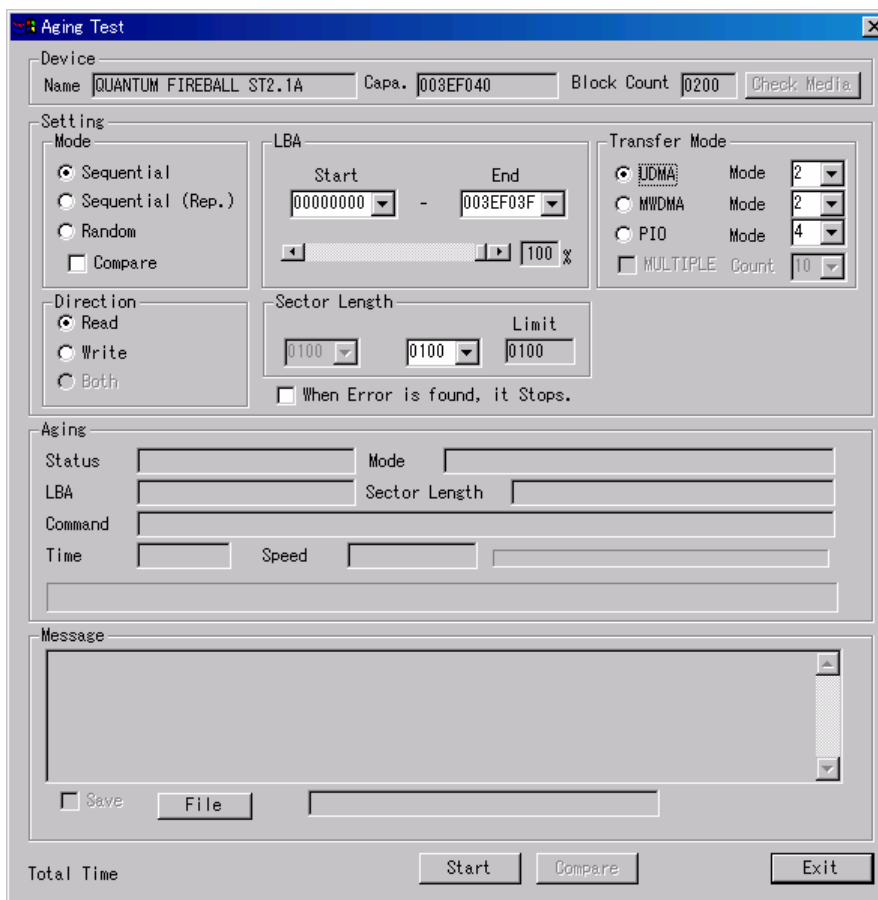 Aging Test
Device
Name QUANTUM FIREBALL ST2.1A Capa. 003EF040 Block Count 0200 Check Media
Setting
Mode
Sequential
Sequential (Rep.)
Random
Compare
LBA
Start End
00000000 - 003EF03F
100 %
Transfer Mode
UDMA Mode 2
MWDMA Mode 2
PIO Mode 4
MULTIPLE Count 10
Direction
Read
Write
Both
Sector Length
Limit
0100 0100 0100
When Error is found, it Stops.
Aging
Status Mode
LBA Sector Length
Command
Time Speed
Message
Save File
Total Time Start Compare Exit